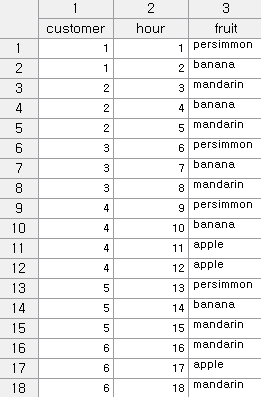 1 2 3
customer hour fruit
1 1 1 persimmon
2 1 2 banana
3 2 3 mandarin
4 2 4 banana
5 2 5 mandarin
6 3 6 persimmon
7 3 7 banana
8 3 8 mandarin
9 4 9 persimmon
10 4 10 banana
11 4 11 apple
12 4 12 apple
13 5 13 persimmon
14 5 14 banana
15 5 15 mandarin
16 6 16 mandarin
17 6 17 apple
18 6 18 mandarin